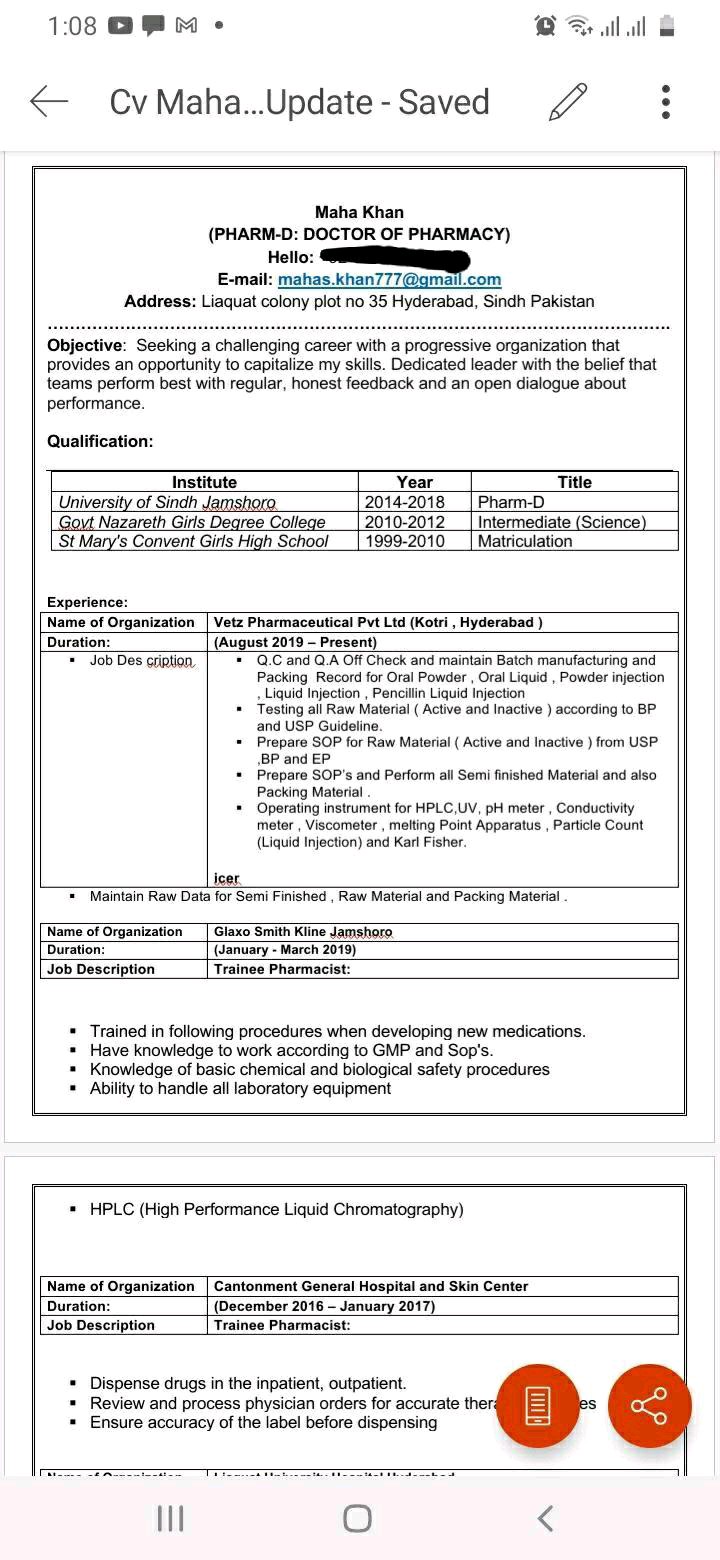 1:08
Cv Maha...Update - Saved
Maha Khan
(PHARM-D: DOCTOR OF PHARMACY)
Hello:
E-mail: mahas.khan777@gmail.com
Address: Liaquat colony plot no 35 Hyderabad, Sindh Pakistan
Objective: Seeking a challenging career with a progressive organization that
provides an opportunity to capitalize my skills. Dedicated leader with the belief that
teams perform best with regular, honest feedback and an open dialogue about
performance.
Qualification:
Institute Year Title
University of Sindh Jamshoro 2014-2018 Pharm-D
Govt Nazareth Girls Degree College 2010-2012 Intermediate (Science)
St Mary's Convent Girls High School 1999-2010 Matriculation
Experience:
Name of Organization Vetz Pharmaceutical Pvt Ltd (Kotri , Hyderabad )
Duration: (August 2019 – Present)
▪ Job Des cription ▪ Q.C and Q.A Off Check and maintain Batch manufacturing and
Packing Record for Oral Powder , Oral Liquid , Powder injection
, Liquid Injection , Pencillin Liquid Injection
▪ Testing all Raw Material ( Active and Inactive ) according to BP
and USP Guideline.
▪ Prepare SOP for Raw Material ( Active and Inactive ) from USP
,BP and EP
▪ Prepare SOP's and Perform all Semi finished Material and also
Packing Material .
▪ Operating instrument for HPLC,UV, pH meter , Conductivity
meter , Viscometer , melting Point Apparatus , Particle Count
(Liquid Injection) and Karl Fisher.
icer
▪ Maintain Raw Data for Semi Finished , Raw Material and Packing Material .
Name of Organization Glaxo Smith Kline Jamshoro
Duration: (January - March 2019)
Job Description Trainee Pharmacist:
▪ Trained in following procedures when developing new medications.
▪ Have knowledge to work according to GMP and Sop's.
▪ Knowledge of basic chemical and biological safety procedures
▪ Ability to handle all laboratory equipment
▪ HPLC (High Performance Liquid Chromatography)
Name of Organization Cantonment General Hospital and Skin Center
Duration: (December 2016 – January 2017)
Job Description Trainee Pharmacist:
▪ Dispense drugs in the inpatient, outpatient.
▪ Review and process physician orders for accurate
▪ Ensure accuracy of the label before dispensing